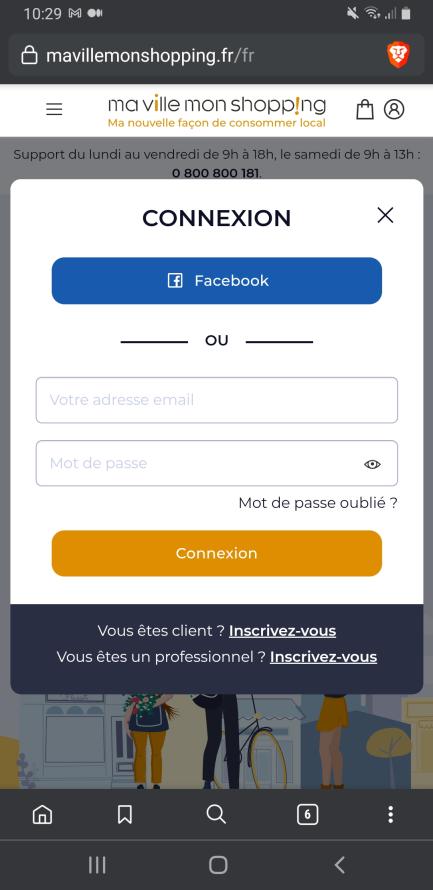 10:29
mavillemonshopping.fr/fr
ma ville mon shopp!ng
Ma nouvelle façon de consommer local
Support du lundi au vendredi de 9h à 18h, le samedi de 9h à 13h :
0 800 800 181.
CONNEXION
Facebook
OU
Votre adresse email
Mot de passe
Mot de passe oublié ?
Connexion
Vous êtes client ? Inscrivez-vous
Vous êtes un professionnel ? Inscrivez-vous
6